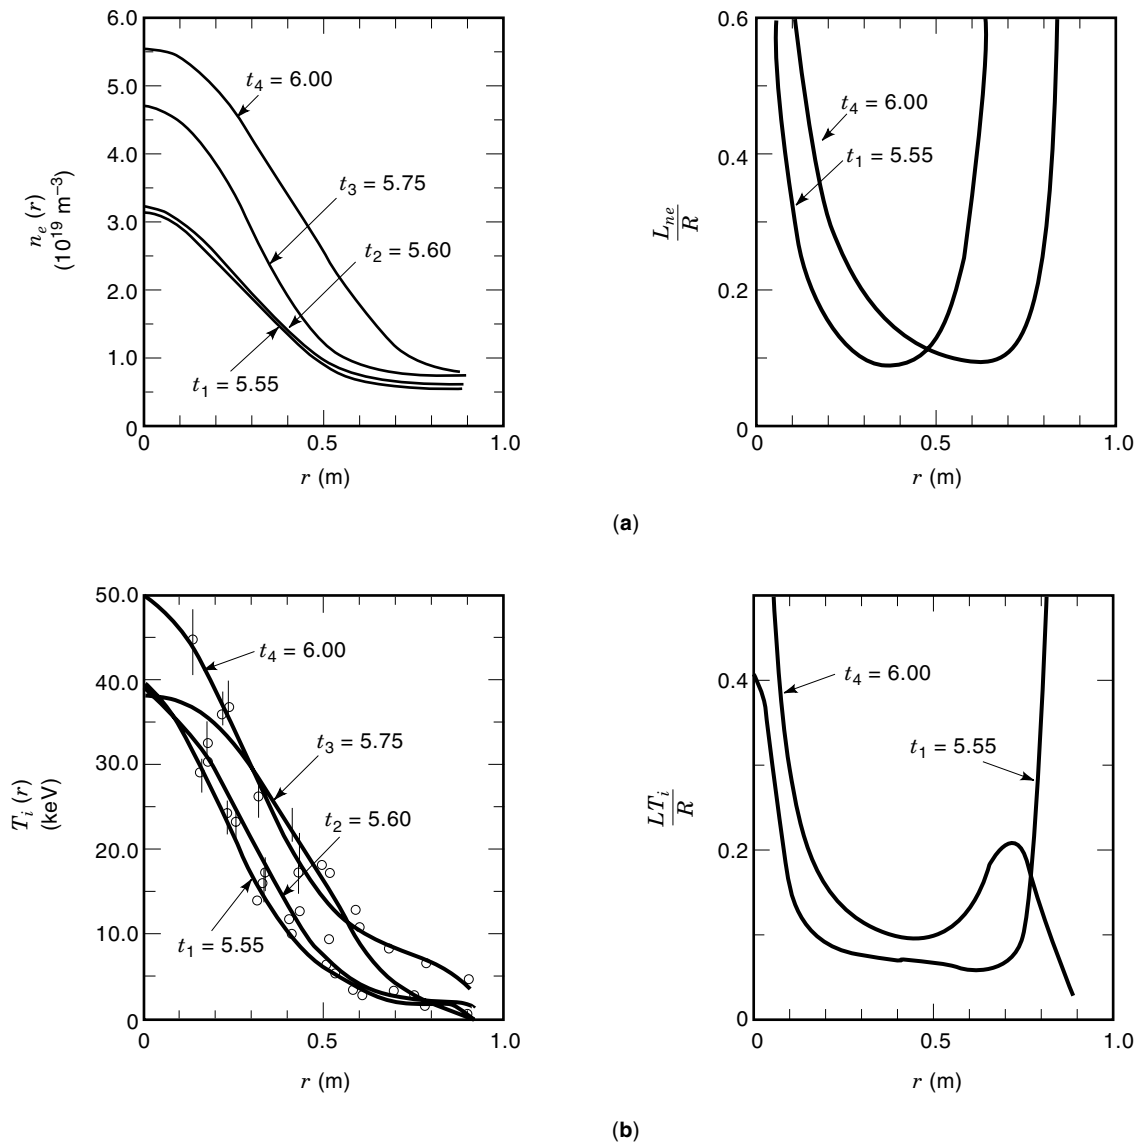 6.0
5.0
4.0
3.0
2.0
1.0
0
n_e (r)
(10^19 m^−3)
t_4 = 6.00
t_3 = 5.75
t_2 = 5.60
t_1 = 5.55
0 0.5 1.0
r (m)
0.6
0.4
0.2
0
L_ne
R
t_4 = 6.00
t_1 = 5.55
0 0.5 1.0
r (m)
(a)
50.0
40.0
30.0
20.0
10.0
0
T_i (r)
(keV)
t_4 = 6.00
t_3 = 5.75
t_2 = 5.60
t_1 = 5.55
0 0.5 1.0
r (m)
0.4
0.2
0
LT_i
R
t_4 = 6.00
t_1 = 5.55
0 0.5 1.0
r (m)
(b)